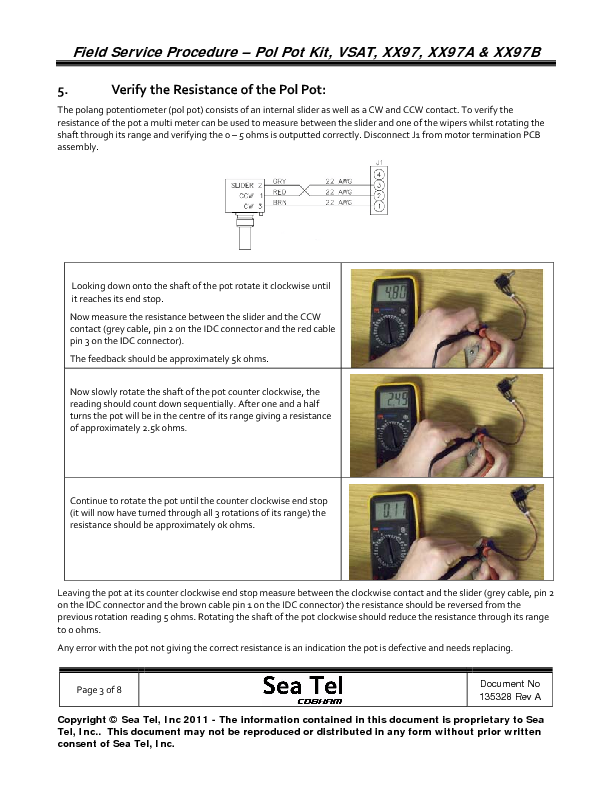 Field Service Procedure – Pol Pot Kit, VSAT, XX97, XX97A & XX97B
5. Verify the Resistance of the Pol Pot:
The polang potentiometer (pol pot) consists of an internal slider as well as a CW and CCW contact. To verify the
resistance of the pot a multi meter can be used to measure between the slider and one of the wipers whilst rotating the
shaft through its range and verifying the 0 – 5 ohms is outputted correctly. Disconnect J1 from motor termination PCB
assembly.
J1
SLIDER 2 GRY 22 AWG
CCW 1 RED 22 AWG
CW 3 BRN 22 AWG
4
3
2
1
Looking down onto the shaft of the pot rotate it clockwise until
it reaches its end stop.
Now measure the resistance between the slider and the CCW
contact (grey cable, pin 2 on the IDC connector and the red cable
pin 3 on the IDC connector).
The feedback should be approximately 5k ohms.
4.80
Now slowly rotate the shaft of the pot counter clockwise, the
reading should count down sequentially. After one and a half
turns the pot will be in the centre of its range giving a resistance
of approximately 2.5k ohms.
2.49
Continue to rotate the pot until the counter clockwise end stop
(it will now have turned through all 3 rotations of its range) the
resistance should be approximately 0k ohms.
0.11
Leaving the pot at its counter clockwise end stop measure between the clockwise contact and the slider (grey cable, pin 2
on the IDC connector and the brown cable pin 1 on the IDC connector) the resistance should be reversed from the
previous rotation reading 5 ohms. Rotating the shaft of the pot clockwise should reduce the resistance through its range
to 0 ohms.
Any error with the pot not giving the correct resistance is an indication the pot is defective and needs replacing.
Page 3 of 8
Sea Tel
COBHAM
Document No
135328 Rev A
Copyright © Sea Tel, Inc 2011 - The information contained in this document is proprietary to Sea
Tel, Inc.. This document may not be reproduced or distributed in any form without prior written
consent of Sea Tel, Inc.